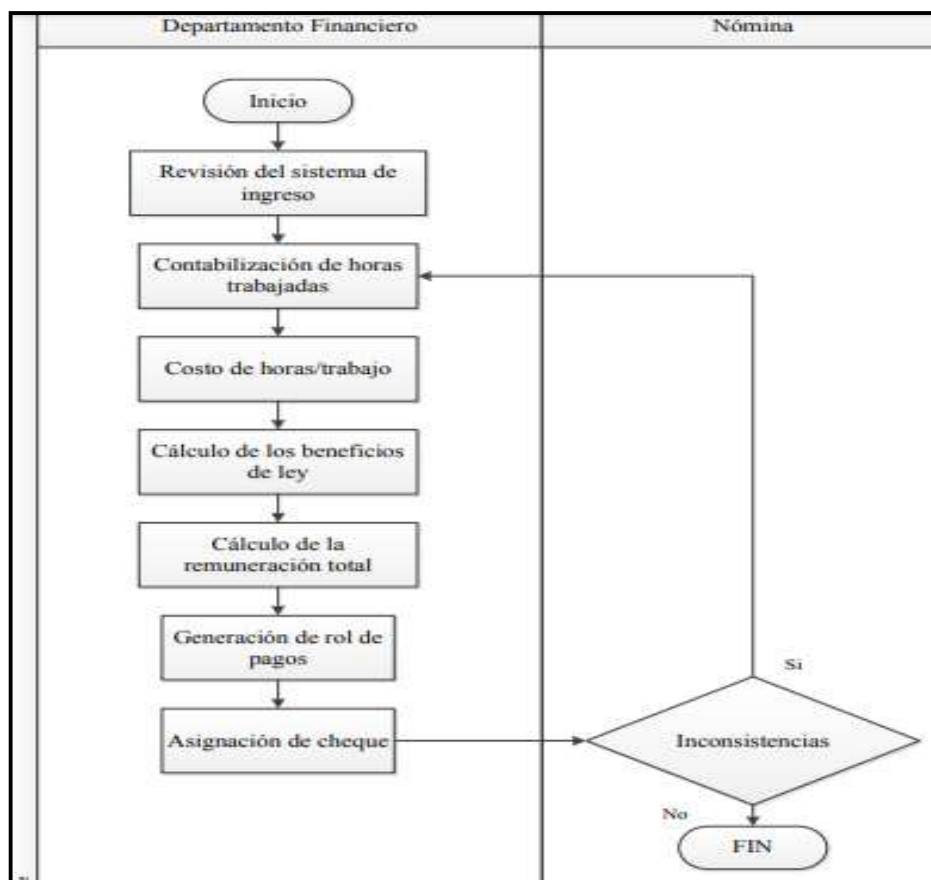 Departamento Financiero
Nómina
Inicio
Revisión del sistema de
ingreso
Contabilización de horas
trabajadas
Costo de horas/trabajo
Cálculo de los beneficios
de ley
Cálculo de la
remuneración total
Generación de rol de
pagos
Asignación de cheque
Si
Inconsistencias
No
FIN